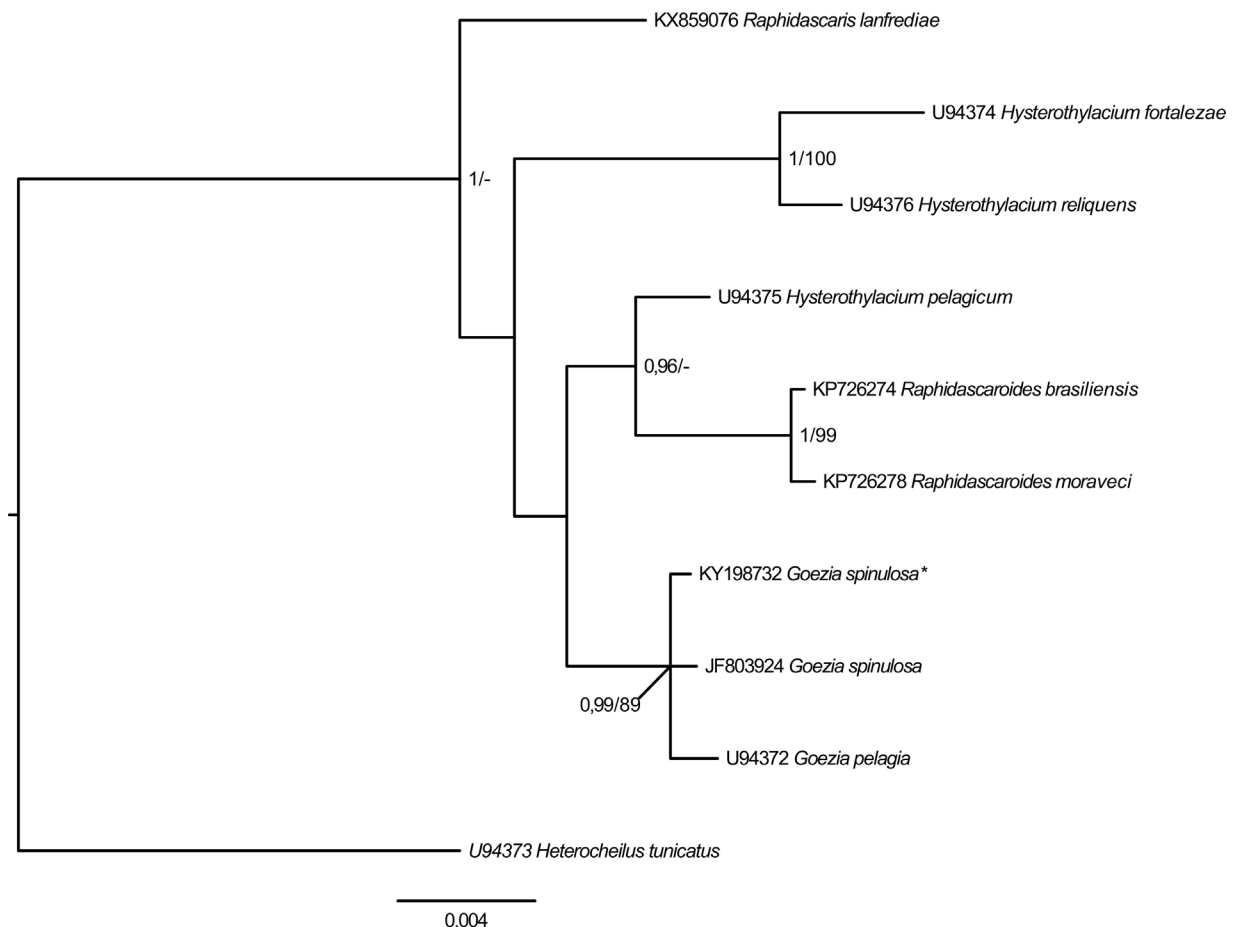 KX859076 Raphidascaris lanfrediae
U94374 Hysterothylacium fortalezae
1/100
1/-
U94376 Hysterothylacium reliquens
U94375 Hysterothylacium pelagicum
0,96/-
KP726274 Raphidascaroides brasiliensis
1/99
KP726278 Raphidascaroides moraveci
KY198732 Goezia spinulosa*
JF803924 Goezia spinulosa
0,99/89
U94372 Goezia pelagia
U94373 Heterocheilus tunicatus
0.004